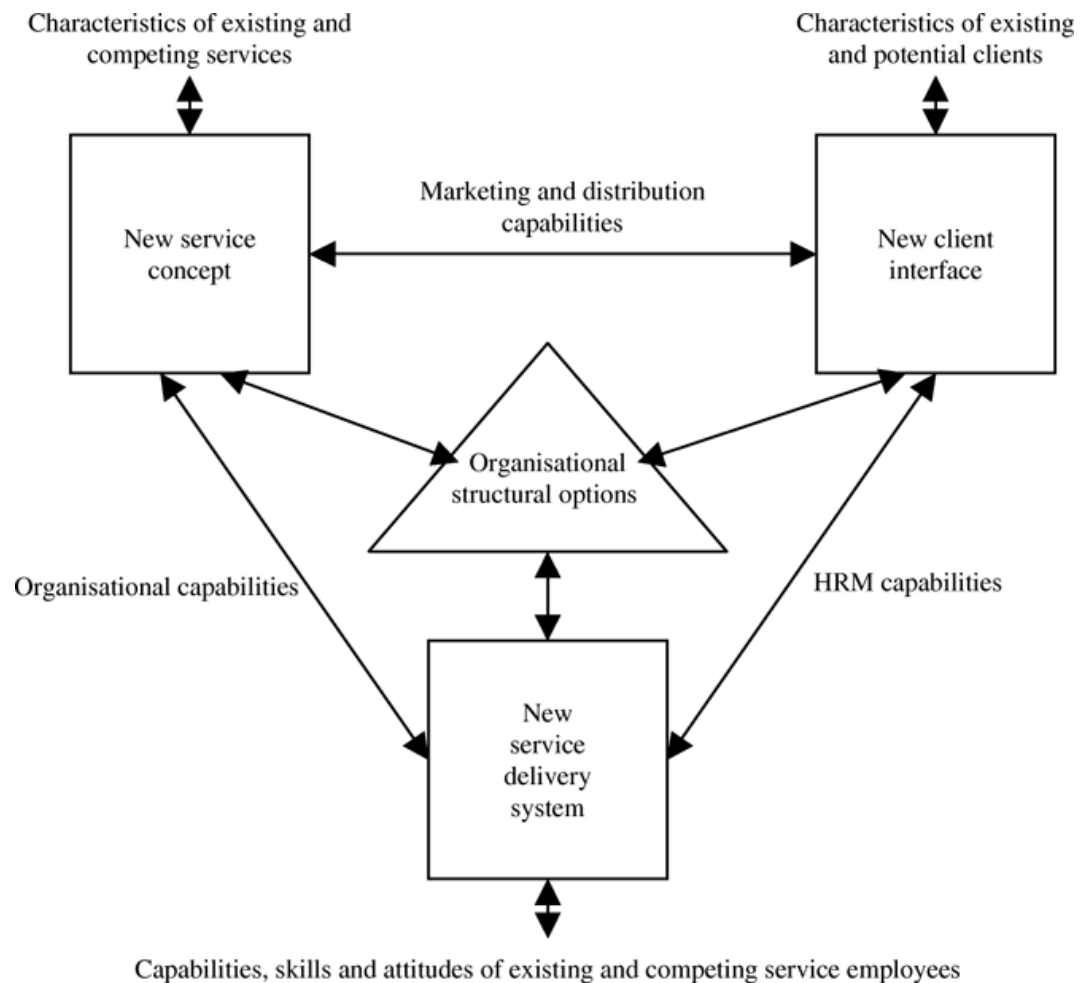 Characteristics of existing and
competing services
Characteristics of existing
and potential clients
Marketing and distribution
capabilities
New service
concept
New client
interface
Organisational
structural options
Organisational capabilities
HRM capabilities
New
service
delivery
system
Capabilities, skills and attitudes of existing and competing service employees